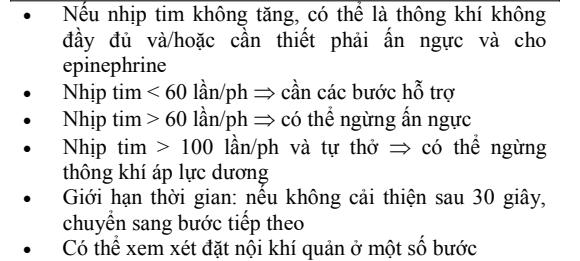 • Nếu nhịp tim không tăng, có thể là thông khí không
đầy đủ và/hoặc cần thiết phải ấn ngực và cho
epinephrine
• Nhịp tim < 60 lần/ph ⇒ cần các bước hỗ trợ
• Nhịp tim > 60 lần/ph ⇒ có thể ngừng ấn ngực
• Nhịp tim > 100 lần/ph và tự thở ⇒ có thể ngừng
thông khí áp lực dương
• Giới hạn thời gian: nếu không cải thiện sau 30 giây,
chuyển sang bước tiếp theo
• Có thể xem xét đặt nội khí quản ở một số bước